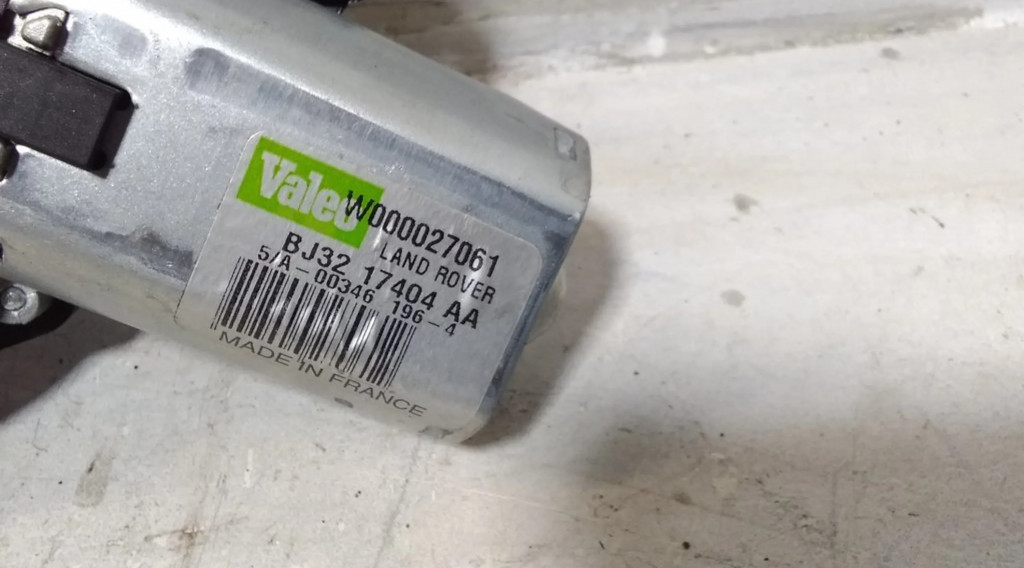 Valeo
W000027061
LAND ROVER
BJ32 17404 AA
5/A-00346 196-4
MADE IN FRANCE